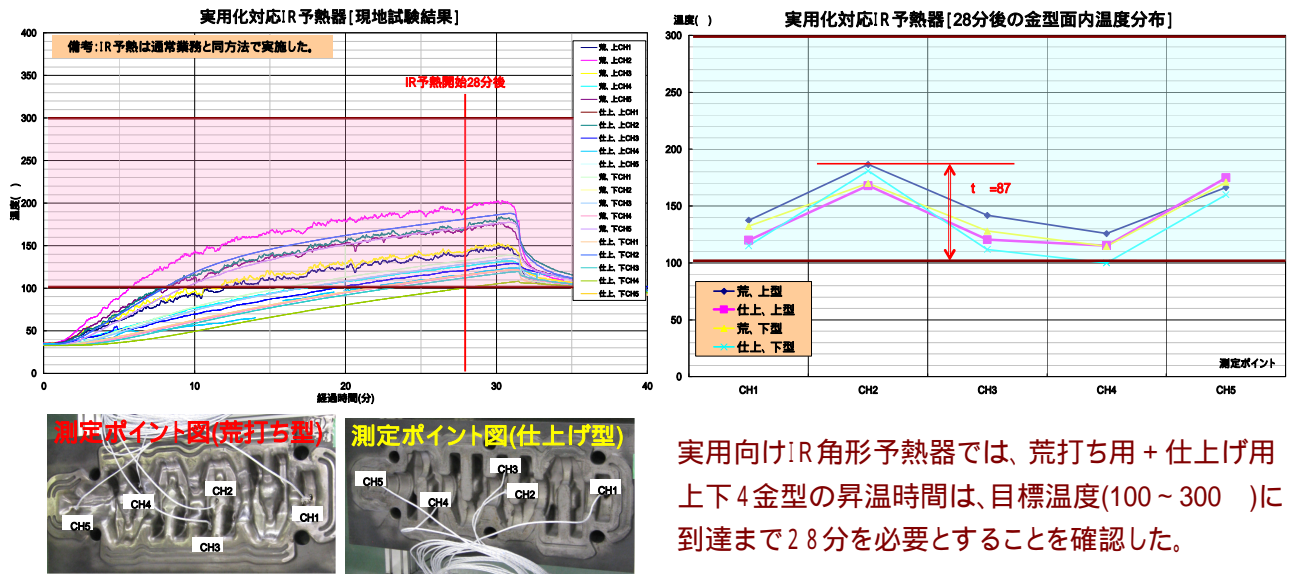 実用化対応IR予熱器[現地試験結果]
備考:IR予熱は通常業務と同方法で実施した。
IR予熱開始28分後
温度( )
400
350
300
250
200
150
100
50
0
0
10
20
30
40
経過時間(分)
荒、上CH1
荒、上CH2
荒、上CH3
荒、上CH4
荒、上CH5
仕上、上CH1
仕上、上CH2
仕上、上CH3
仕上、上CH4
仕上、上CH5
荒、下CH1
荒、下CH2
荒、下CH3
荒、下CH4
荒、下CH5
仕上、下CH1
仕上、下CH2
仕上、下CH3
仕上、下CH4
仕上、下CH5
温度( )
実用化対応IR予熱器[28分後の金型面内温度分布]
300
250
200
150
100
50
0
t =87
荒、上型
仕上、上型
荒、下型
仕上、下型
測定ポイント
CH1
CH2
CH3
CH4
CH5
測定ポイント図(荒打ち型)
CH4
CH2
CH1
CH5
CH3
測定ポイント図(仕上げ型)
CH3
CH5
CH4
CH2
CH1
実用向けIR角形予熱器では、荒打ち用+仕上げ用
上下4金型の昇温時間は、目標温度(100~300 )に
到達まで28分を必要とすることを確認した。